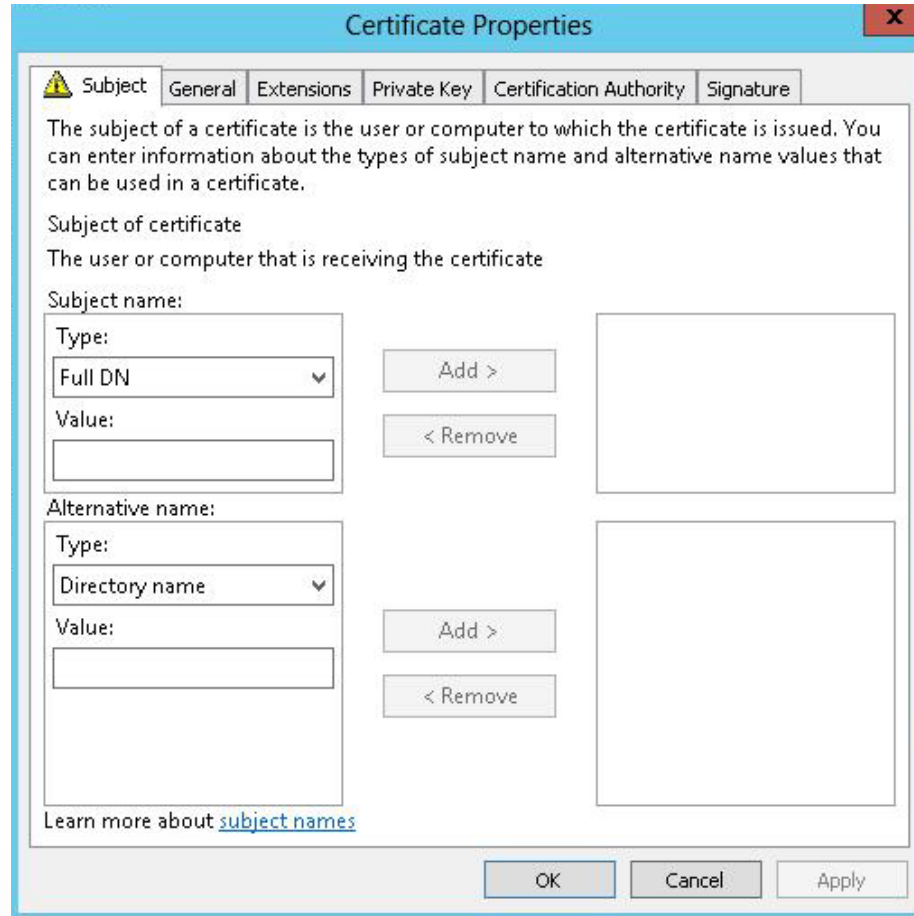 Certificate Properties
x
Subject General Extensions Private Key Certification Authority Signature
The subject of a certificate is the user or computer to which the certificate is issued. You
can enter information about the types of subject name and alternative name values that
can be used in a certificate.
Subject of certificate
The user or computer that is receiving the certificate
Subject name:
Type:
Full DN
Add >
Value:
< Remove
Alternative name:
Type:
Directory name
Value:
Add >
< Remove
Learn more about subject names
OK Cancel Apply